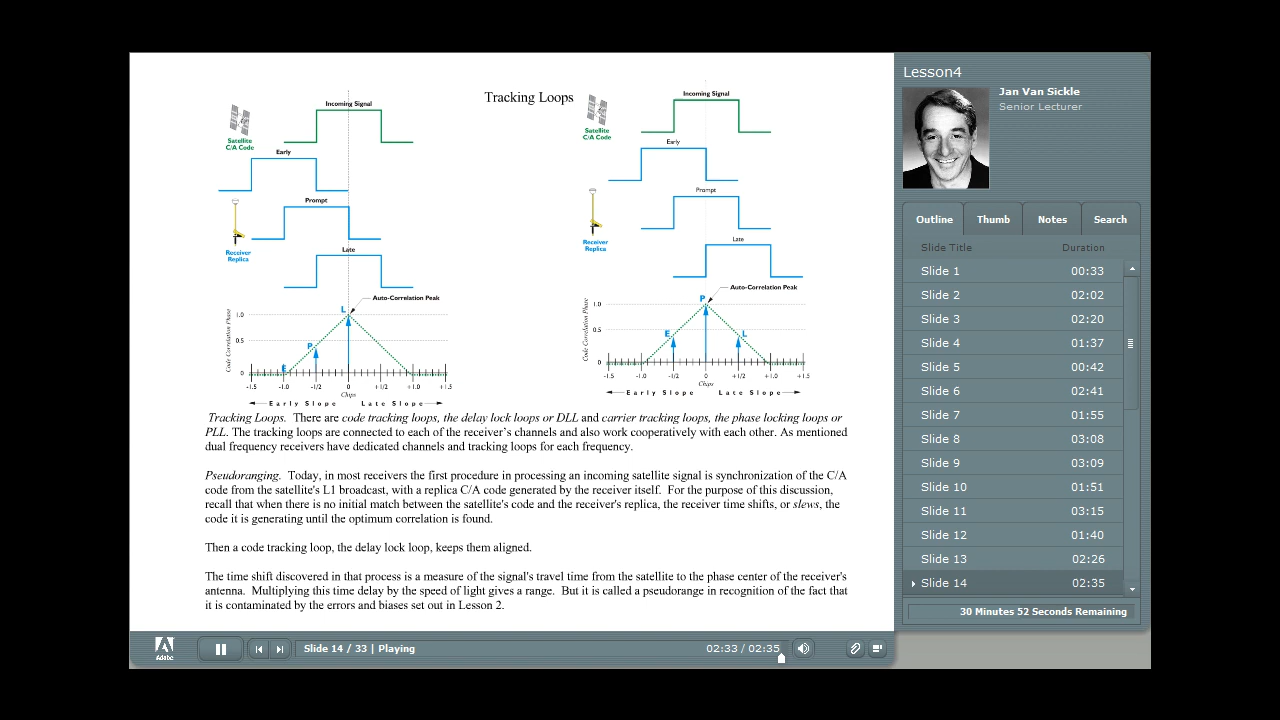 Tracking Loops
Incoming Signal
Satellite
C/A Code
Early
Prompt
Receiver
Replica
Late
Auto-Correlation Peak
L
P
E
Code Correlation Phase
1.0
0.5
0
-1.5 -1.0 -1/2 0 +1/2 +1.0 +1.5
Chips
Early Slope Late Slope
Incoming Signal
Satellite
C/A Code
Early
Prompt
Receiver
Replica
Late
Auto-Correlation Peak
P
E
L
Code Correlation Phase
1.0
0.5
0
-1.5 -1.0 -1/2 0 +1/2 +1.0 +1.5
Chips
Early Slope Late Slope
Tracking Loops. There are code tracking loops, the delay lock loops or DLL and carrier tracking loops, the phase locking loops or
PLL. The tracking loops are connected to each of the receiver's channels and also work cooperatively with each other. As mentioned
dual frequency receivers have dedicated channels and tracking loops for each frequency.
Pseudoranging. Today, in most receivers the first procedure in processing an incoming satellite signal is synchronization of the C/A
code from the satellite's L1 broadcast, with a replica C/A code generated by the receiver itself. For the purpose of this discussion,
recall that when there is no initial match between the satellite's code and the receiver's replica, the receiver time shifts, or slews, the
code it is generating until the optimum correlation is found.
Then a code tracking loop, the delay lock loop, keeps them aligned.
The time shift discovered in that process is a measure of the signal's travel time from the satellite to the phase center of the receiver's
antenna. Multiplying this time delay by the speed of light gives a range. But it is called a pseudorange in recognition of the fact that
it is contaminated by the errors and biases set out in Lesson 2.
Lesson4
Jan Van Sickle
Senior Lecturer
Outline Thumb Notes Search
Slide Title Duration
Slide 1 00:33
Slide 2 02:02
Slide 3 02:20
Slide 4 01:37
Slide 5 00:42
Slide 6 02:41
Slide 7 01:55
Slide 8 03:08
Slide 9 03:09
Slide 10 01:51
Slide 11 03:15
Slide 12 01:40
Slide 13 02:26
Slide 14 02:35
30 Minutes 52 Seconds Remaining
Adobe
Slide 14 / 33 | Playing
02:33 / 02:35